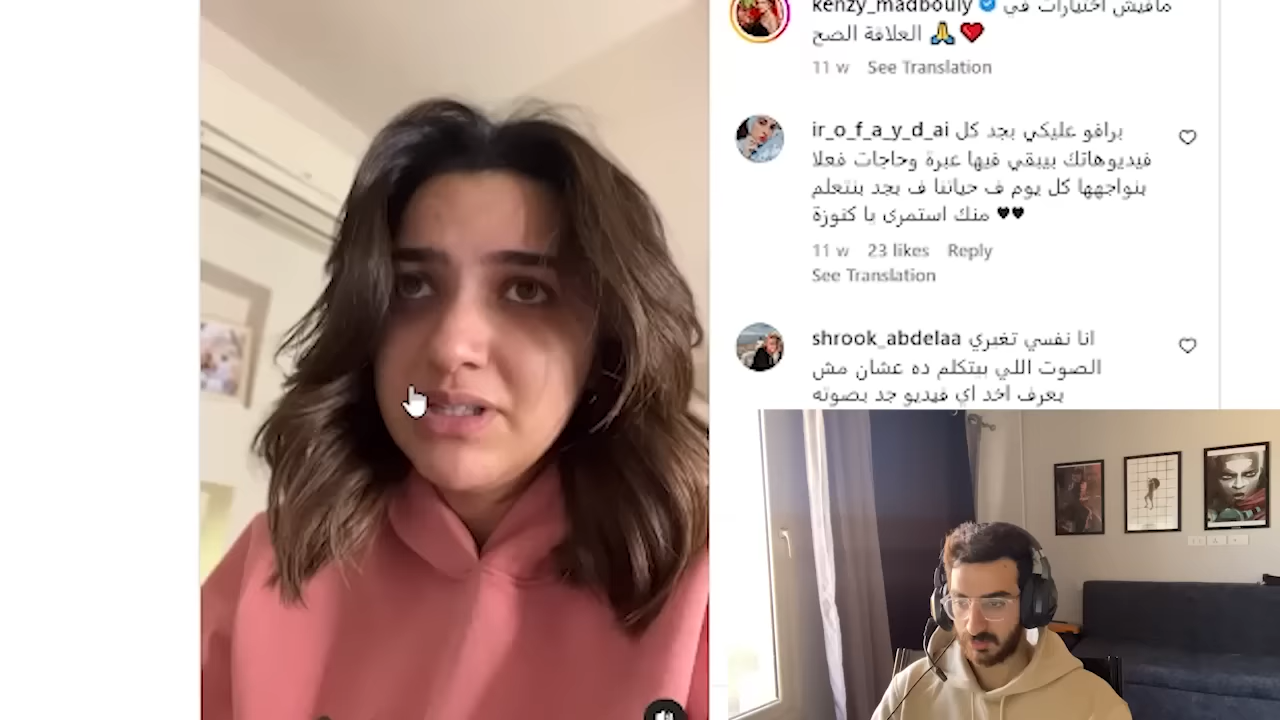 kenzy_madbouly مافيش اختيارات في
العلاقة الصح 🙏❤️
11 w See Translation
ir_o_f_a_y_d_ai برافو عليكي بجد كل
فيديوهاتك بيبقي فيها عبرة وحاجات فعلا
بنواجهها كل يوم ف حياتنا ف بجد بنتعلم
منك استمرى يا كنوزة ♥♥
11 w 23 likes Reply
See Translation
shrook_abdelaa انا نفسي تغيري
الصوت اللي بيتكلم ده عشان مش
بعرف اخد اي فيديو جد بصوته